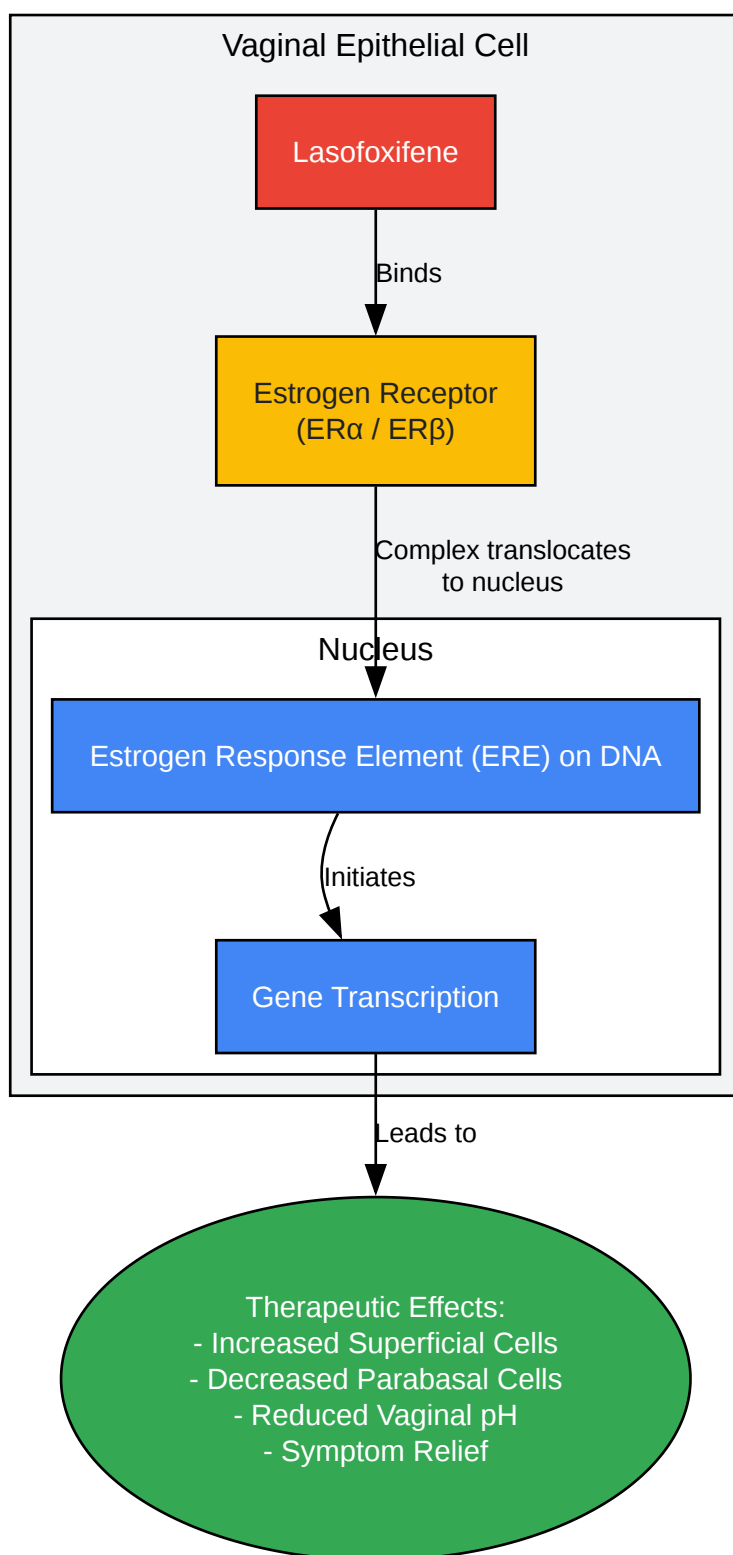 Vaginal Epithelial Cell
Lasofoxifene
Binds
Estrogen Receptor
(ERα / ERβ)
Complex translocates
to nucleus
Nucleus
Estrogen Response Element (ERE) on DNA
Initiates
Gene Transcription
Leads to
Therapeutic Effects:
- Increased Superficial Cells
- Decreased Parabasal Cells
- Reduced Vaginal pH
- Symptom Relief